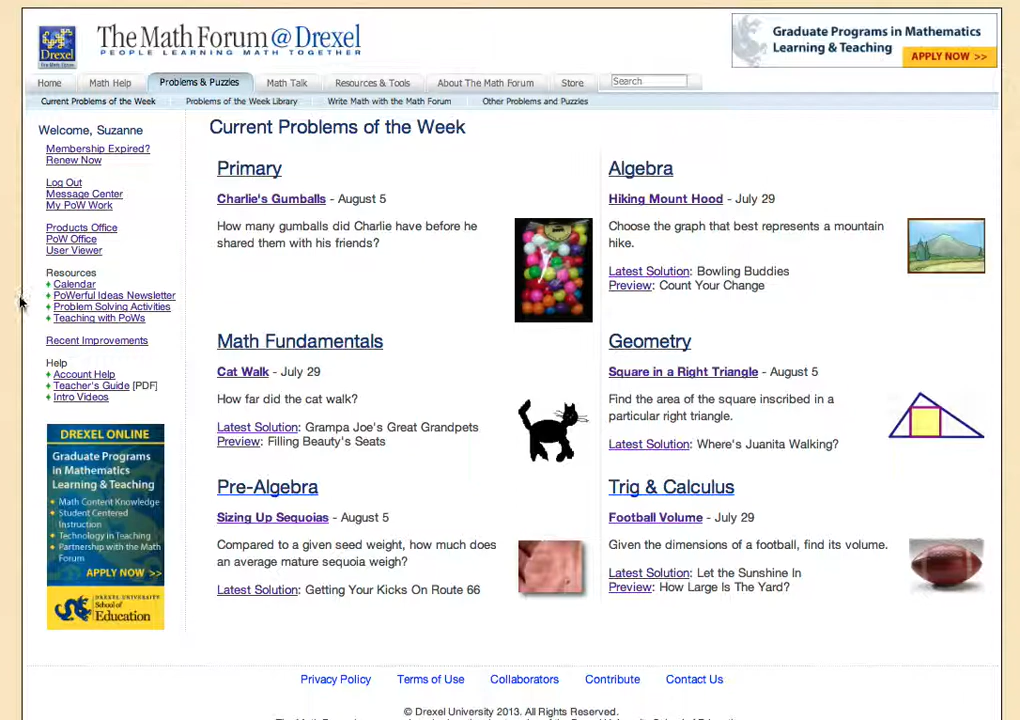 Drexel
The Math Forum @ Drexel
PEOPLE LEARNING MATH TOGETHER
Graduate Programs in Mathematics
Learning & Teaching
APPLY NOW >>
Home
Math Help
Problems & Puzzles
Math Talk
Resources & Tools
About The Math Forum
Store
Search
Current Problems of the Week
Problems of the Week Library
Write Math with the Math Forum
Other Problems and Puzzles
Welcome, Suzanne
Membership Expired?
Renew Now
Log Out
Message Center
My PoW Work
Products Office
PoW Office
User Viewer
Resources
Calendar
PoWerful Ideas Newsletter
Problem Solving Activities
Teaching with PoWs
Recent Improvements
Help
Account Help
Teacher's Guide [PDF]
Intro Videos
DREXEL ONLINE
Graduate Programs
in Mathematics
Learning & Teaching
Math Content Knowledge
Student Centered
Instruction
Technology in Teaching
Partnership with the Math
Forum
APPLY NOW >>
DREXEL UNIVERSITY
School of
Education
Current Problems of the Week
Primary
Charlie's Gumballs - August 5
How many gumballs did Charlie have before he
shared them with his friends?
Math Fundamentals
Cat Walk - July 29
How far did the cat walk?
Latest Solution: Grampa Joe's Great Grandpets
Preview: Filling Beauty's Seats
Pre-Algebra
Sizing Up Sequoias - August 5
Compared to a given seed weight, how much does
an average mature sequoia weigh?
Latest Solution: Getting Your Kicks On Route 66
Algebra
Hiking Mount Hood - July 29
Choose the graph that best represents a mountain
hike.
Latest Solution: Bowling Buddies
Preview: Count Your Change
Geometry
Square in a Right Triangle - August 5
Find the area of the square inscribed in a
particular right triangle.
Latest Solution: Where's Juanita Walking?
Trig & Calculus
Football Volume - July 29
Given the dimensions of a football, find its volume.
Latest Solution: Let the Sunshine In
Preview: How Large Is The Yard?
Privacy Policy
Terms of Use
Collaborators
Contribute
Contact Us
© Drexel University 2013. All Rights Reserved.